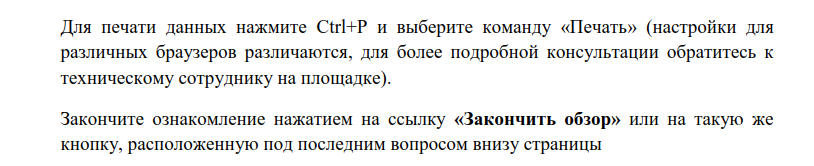 Для печати данных нажмите Ctrl+P и выберите команду «Печать» (настройки для
различных браузеров различаются, для более подробной консультации обратитесь к
техническому сотруднику на площадке).
Закончите ознакомление нажатием на ссылку «Закончить обзор» или на такую же
кнопку, расположенную под последним вопросом внизу страницы